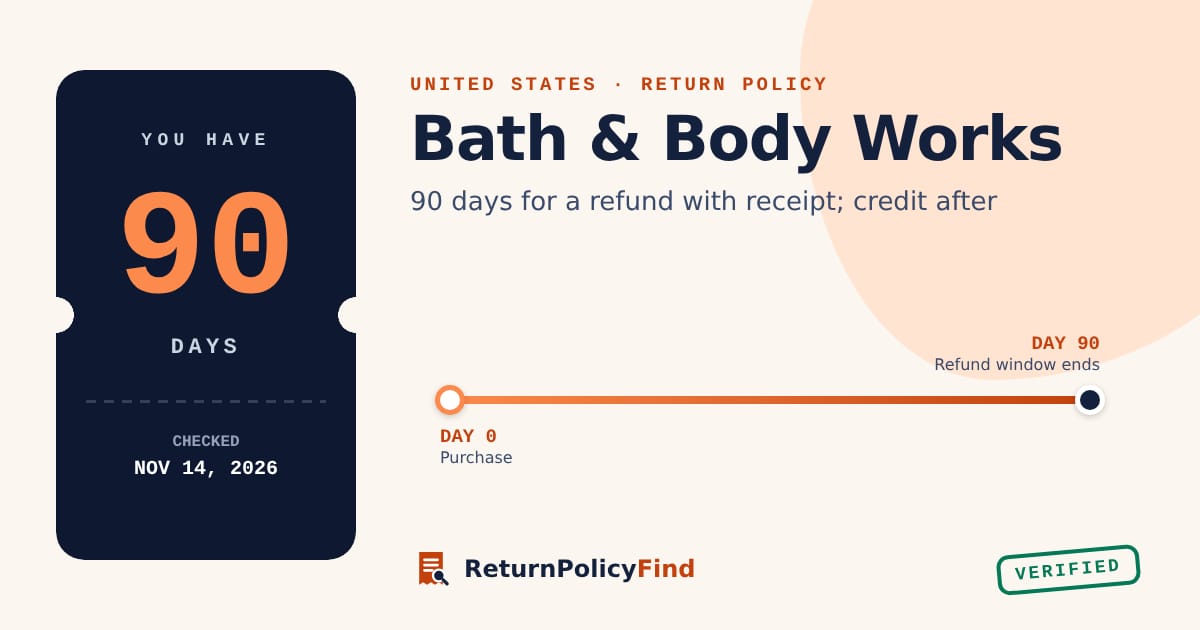 YOU HAVE
90
DAYS
CHECKED
NOV 14, 2026
UNITED STATES · RETURN POLICY
Bath & Body Works
90 days for a refund with receipt; credit after
DAY 90
Refund window ends
DAY 0
Purchase
ReturnPolicyFind
VERIFIED